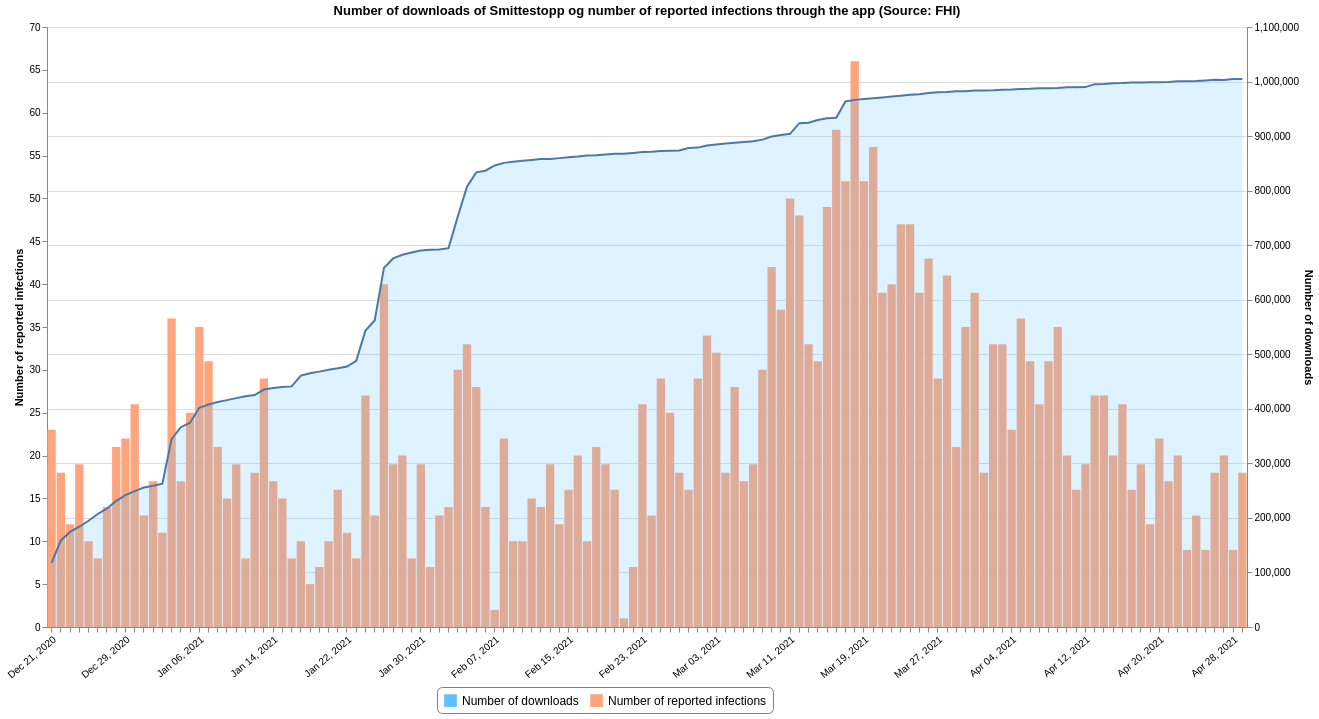 Number of downloads of Smittestopp og number of reported infections through the app (Source: FHI)
Number of reported infections
70
65
60
55
50
45
40
35
30
25
20
15
10
5
0
1,100,000
1,000,000
900,000
800,000
700,000
600,000
500,000
400,000
300,000
200,000
100,000
0
Number of downloads
Dec 21, 2020
Dec 29, 2020
Jan 06, 2021
Jan 14, 2021
Jan 22, 2021
Jan 30, 2021
Feb 07, 2021
Feb 15, 2021
Feb 23, 2021
Mar 03, 2021
Mar 11, 2021
Mar 19, 2021
Mar 27, 2021
Apr 04, 2021
Apr 12, 2021
Apr 20, 2021
Apr 28, 2021
Number of downloads
Number of reported infections